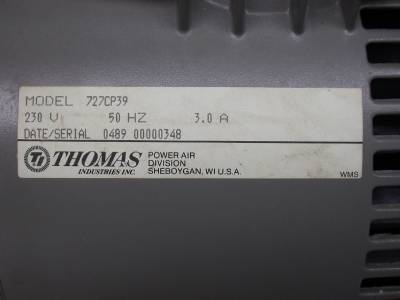 MODEL 727CP39
230 V 50 HZ 3.0 A
DATE/SERIAL 0489 00000348
TI THOMAS INDUSTRIES INC.
POWER AIR
DIVISION
SHEBOYGAN, WI U.S.A.
WMS